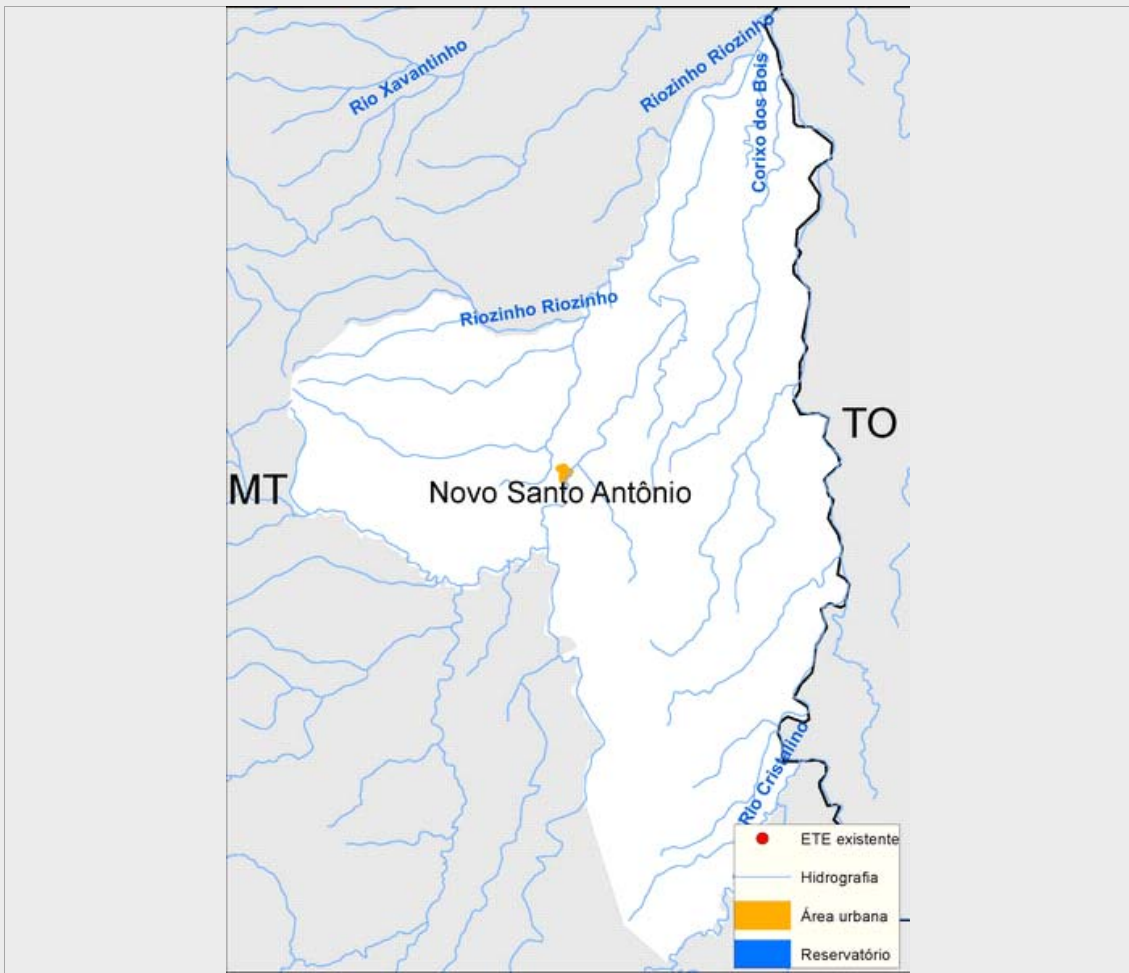 Rio Xavantinho
Riozinho Riozinho
Corixo dos Bois
Riozinho Riozinho
TO
MT
Novo Santo Antônio
Rio Cristalino
ETE existente
Hidrografia
Área urbana
Reservatório